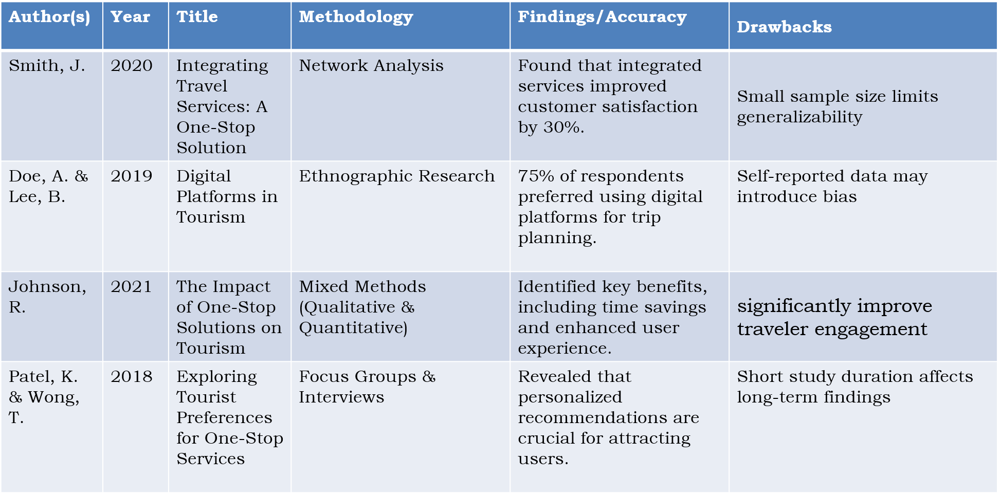 Author(s)
Year
Title
Methodology
Findings/Accuracy
Drawbacks
Smith, J.
2020
Integrating
Travel
Services: A
One-Stop
Solution
Network Analysis
Found that integrated
services improved
customer satisfaction
by 30%.
Small sample size limits
generalizability
Doe, A. &
Lee, B.
2019
Digital
Platforms in
Tourism
Ethnographic Research
75% of respondents
preferred using digital
platforms for trip
planning.
Self-reported data may
introduce bias
Johnson,
R.
2021
The Impact
of One-Stop
Solutions on
Tourism
Mixed Methods
(Qualitative &
Quantitative)
Identified key benefits,
including time savings
and enhanced user
experience.
significantly improve
traveler engagement
Patel, K.
& Wong,
T.
2018
Exploring
Tourist
Preferences
for One-Stop
Services
Focus Groups &
Interviews
Revealed that
personalized
recommendations are
crucial for attracting
users.
Short study duration affects
long-term findings